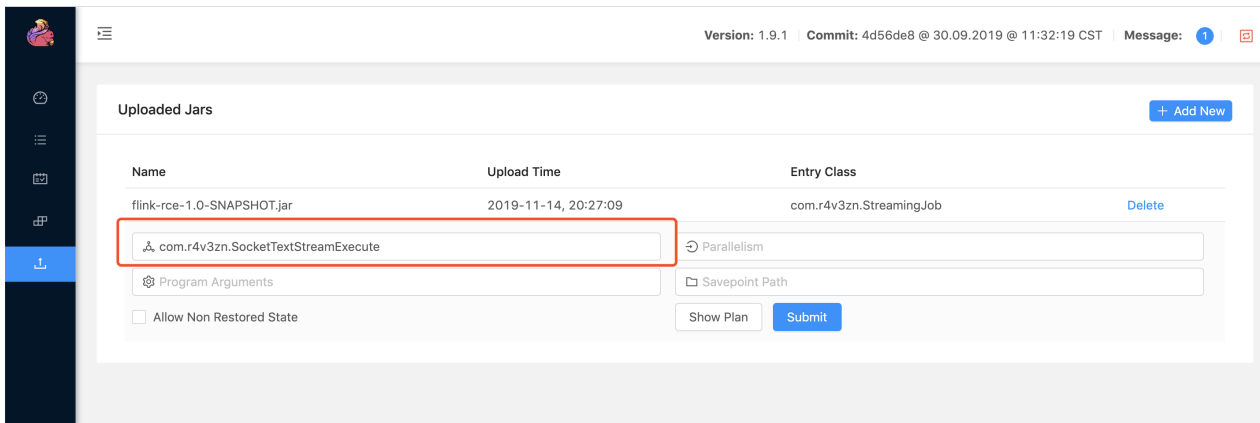 Version: 1.9.1 Commit: 4d56de8 @ 30.09.2019 @ 11:32:19 CST Message: 1
Uploaded Jars
+ Add New
Name Upload Time Entry Class
flink-rce-1.0-SNAPSHOT.jar 2019-11-14, 20:27:09 com.r4v3zn.StreamingJob Delete
com.r4v3zn.SocketTextStreamExecute Parallelism
Program Arguments Savepoint Path
Allow Non Restored State Show Plan Submit